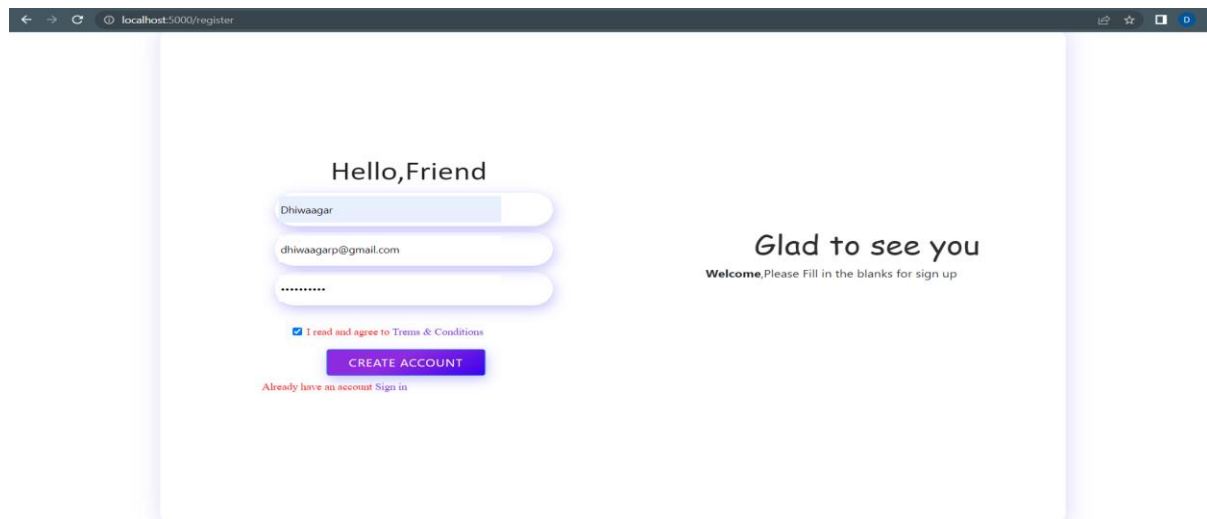 localhost:5000/register
D
Hello,Friend
Dhiwaagar
dhiwaagarp@gmail.com
••••••••••
I read and agree to Trems & Conditions
CREATE ACCOUNT
Already have an account Sign in
Glad to see you
Welcome,Please Fill in the blanks for sign up